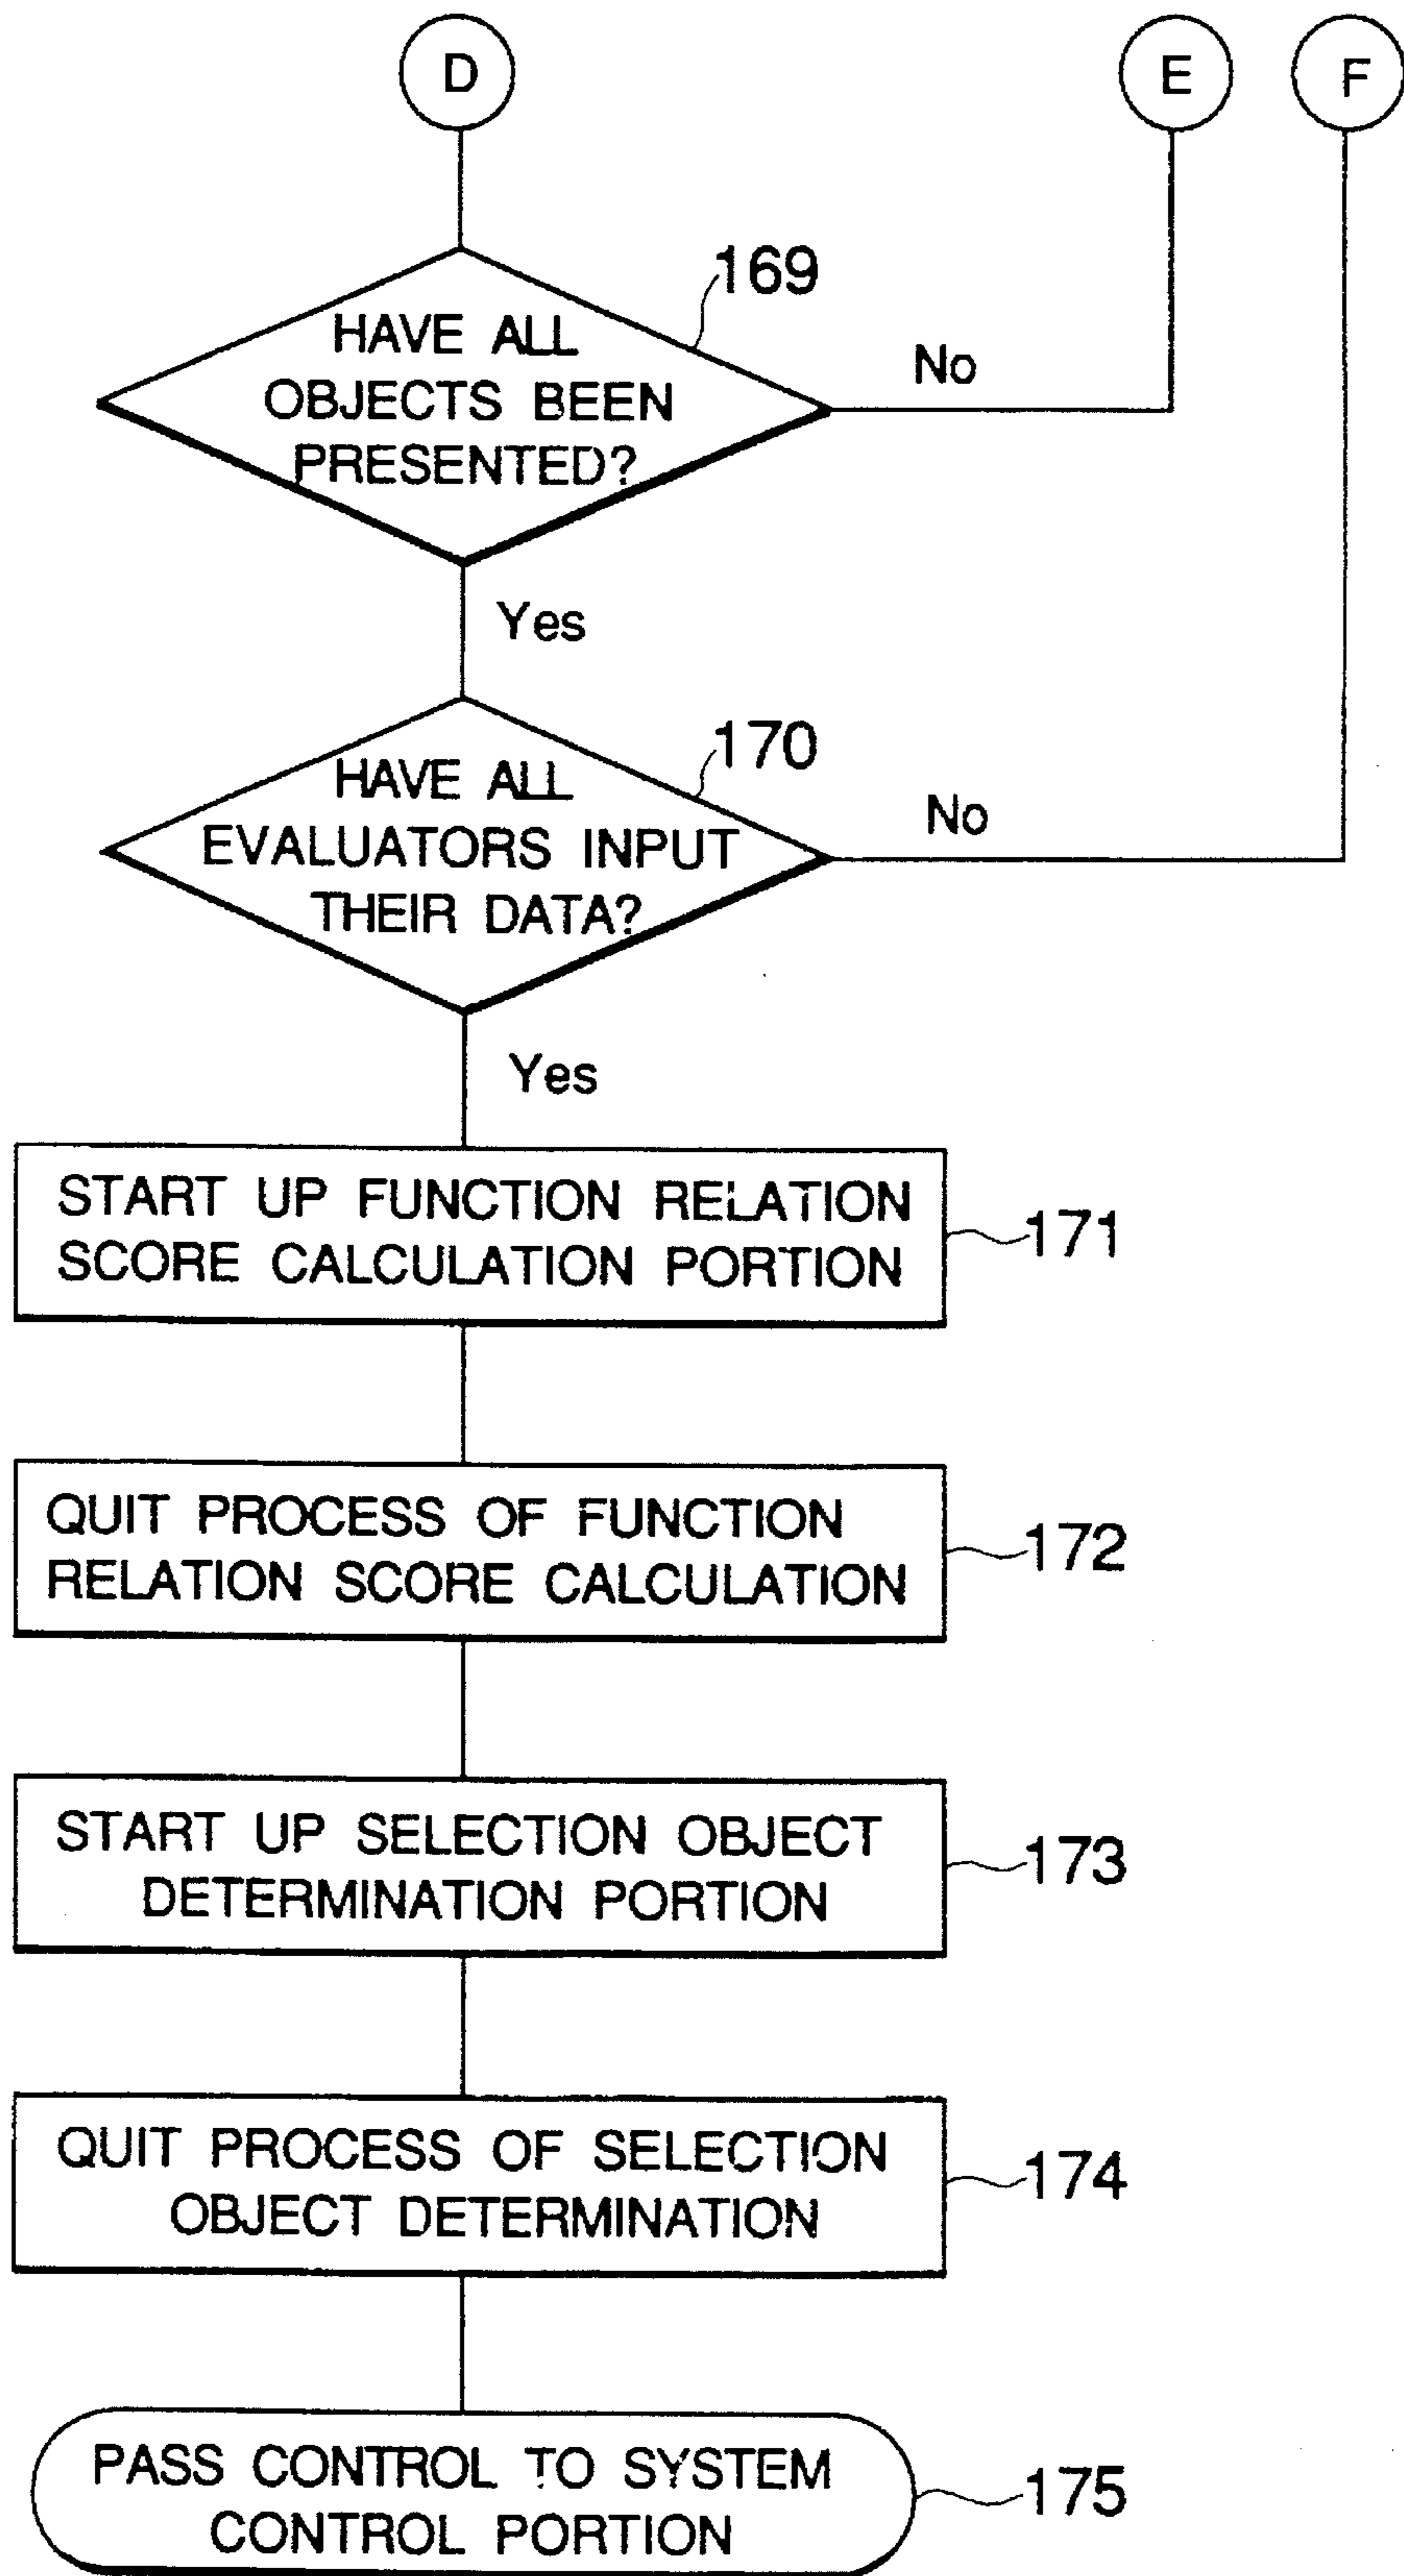 D
E
F
169
HAVE ALL
OBJECTS BEEN
PRESENTED?
No
Yes
170
HAVE ALL
EVALUATORS INPUT
THEIR DATA?
No
Yes
START UP FUNCTION RELATION
SCORE CALCULATION PORTION
171
QUIT PROCESS OF FUNCTION
RELATION SCORE CALCULATION
172
START UP SELECTION OBJECT
DETERMINATION PORTION
173
QUIT PROCESS OF SELECTION
OBJECT DETERMINATION
174
PASS CONTROL TO SYSTEM
CONTROL PORTION
175